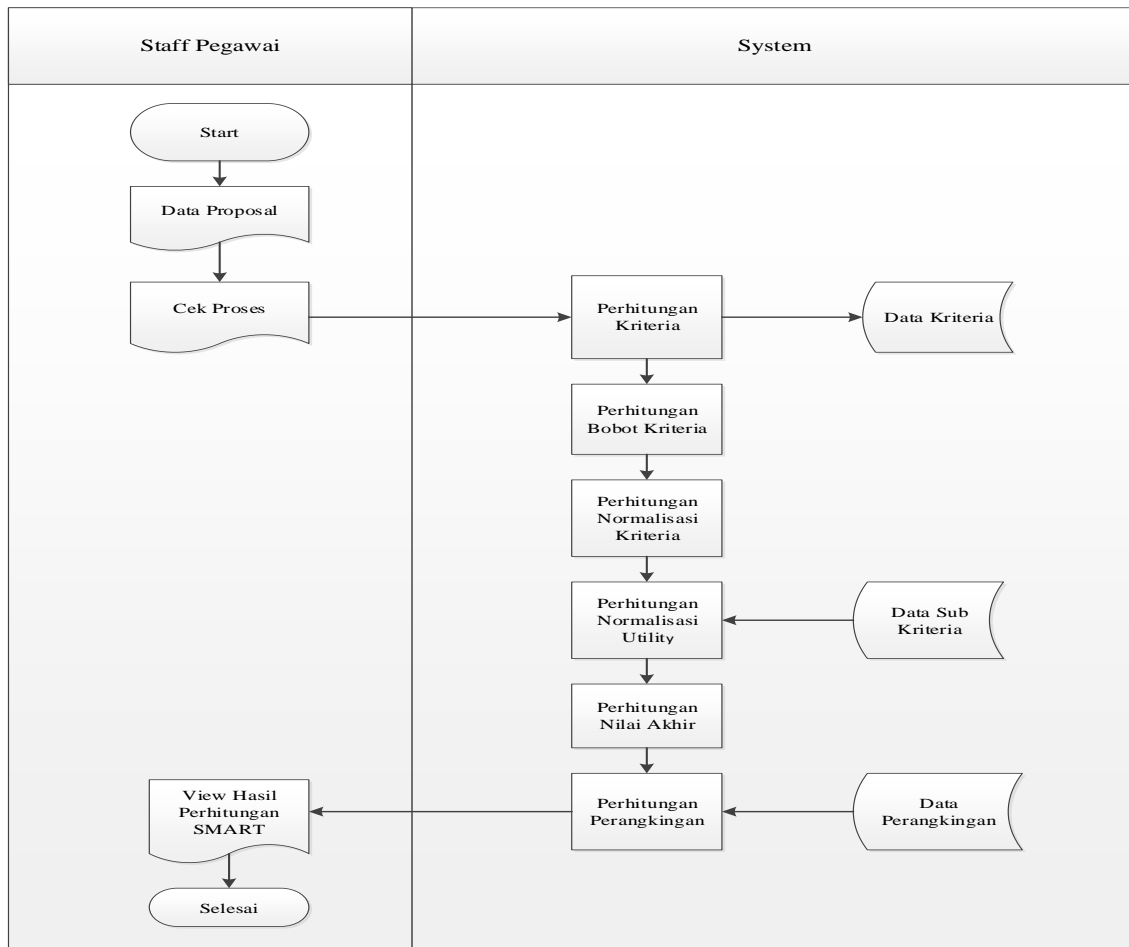 Staff Pegawai
System
Start
Data Proposal
Cek Proses
Perhitungan
Kriteria
Data Kriteria
Perhitungan
Bobot Kriteria
Perhitungan
Normalisasi
Kriteria
Perhitungan
Normalisasi
Utility
Data Sub
Kriteria
Perhitungan
Nilai Akhir
View Hasil
Perhitungan
SMART
Perhitungan
Perangkingan
Data
Perangkingan
Selesai